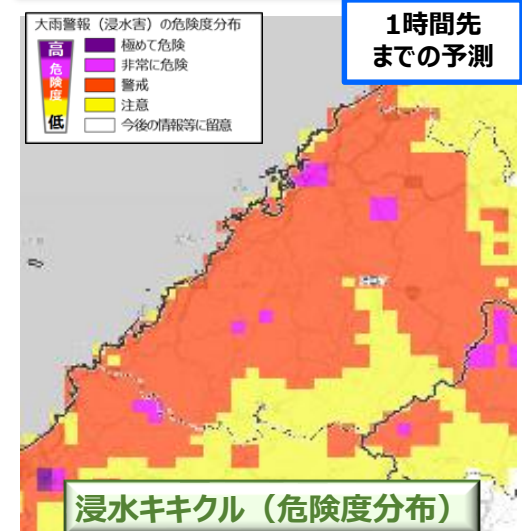 大雨警報（浸水害）の危険度分布
高
危険度
低
極めて危険
非常に危険
警戒
注意
今後の情報等に留意
1時間先
までの予測
浸水キキクル（危険度分布）